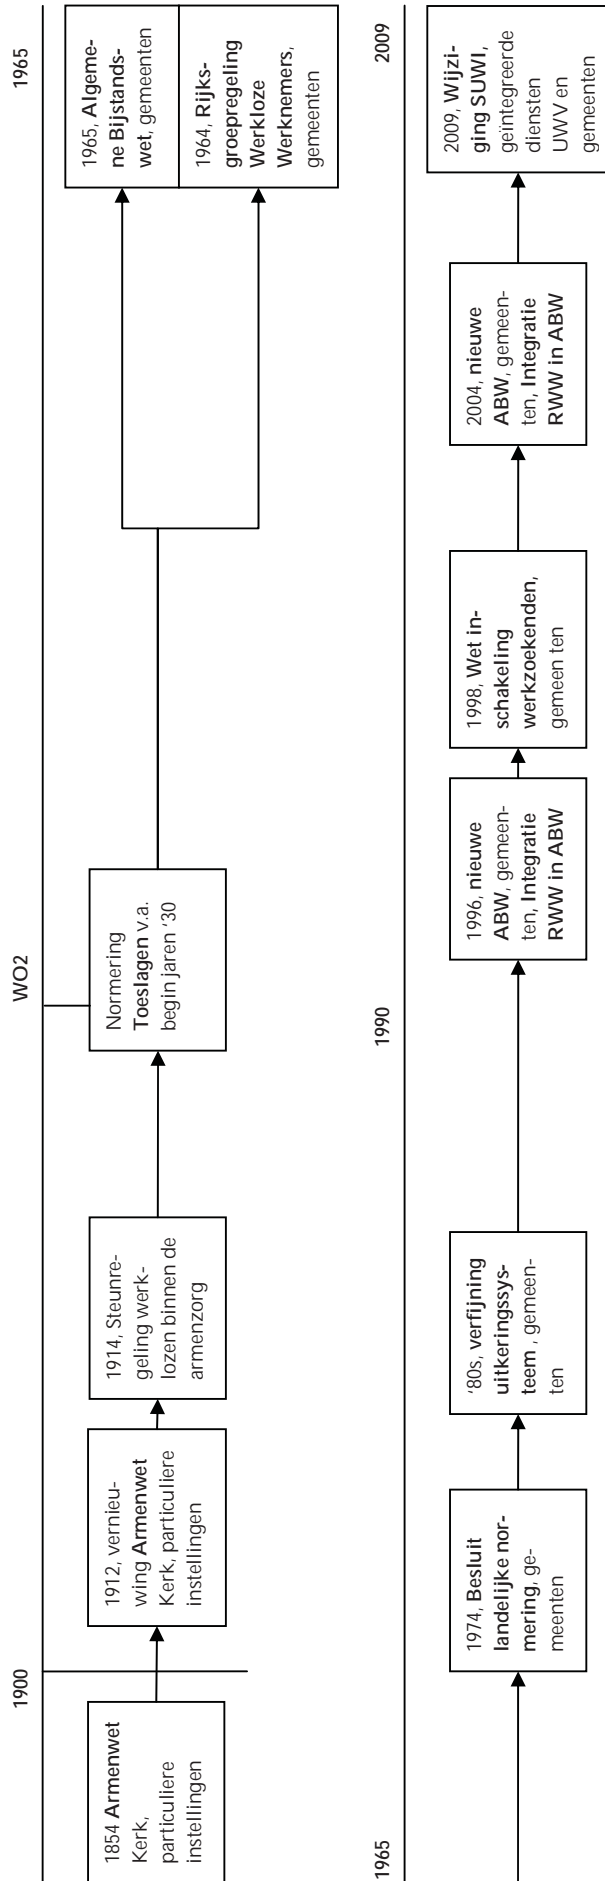 1900
WO2
1965
1854 Armenwet
Kerk,
particuliere
instellingen
1912, vernieu-
wing Armenwet
Kerk, particuliere
instellingen
1914, Steunre-
geling werk-
lozen binnen de
armenzorg
Normering
Toeslagen v.a.
begin jaren ‘30
1965, Algeme-
ne Bijstands-
wet, gemeenten
1964, Rijks-
groepregeling
Werkloze
Werknemers,
gemeenten
1965
1990
2009
1974, Besluit
landelijke nor-
mering, ge-
meenten
‘80s, verfijning
uitkeringssys-
teem , gemeen-
ten
1996, nieuwe
ABW, gemeen-
ten, Integratie
RWW in ABW
1998, Wet in-
schakeling
werkzoekenden,
gemeen ten
2004, nieuwe
ABW, gemeen-
ten, Integratie
RWW in ABW
2009, Wijzi-
ging SUWI,
geïntegreerde
diensten
UWV en
gemeenten